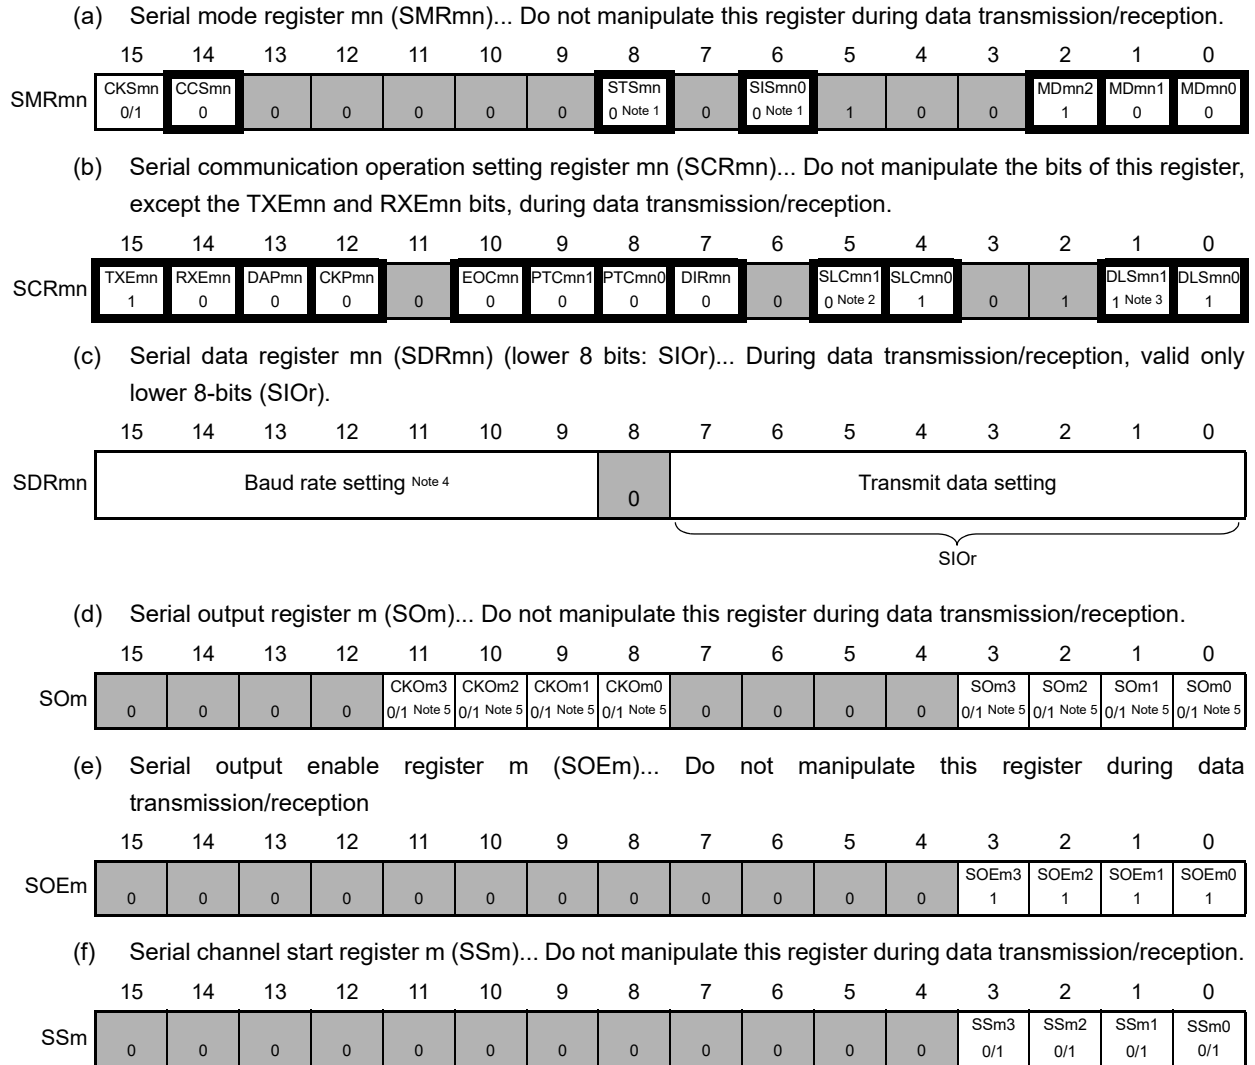 (a) Serial mode register mn (SMRmn)... Do not manipulate this register during data transmission/reception.
15 14 13 12 11 10 9 8 7 6 5 4 3 2 1 0
SMRmn CKSmn CCSmn STSmn SISmn0 MDmn2 MDmn1 MDmn0
0/1 0 0 0 0 0 0 0 Note 1 0 0 Note 1 1 0 0 1 0 0
(b) Serial communication operation setting register mn (SCRmn)... Do not manipulate the bits of this register,
except the TXEmn and RXEmn bits, during data transmission/reception.
15 14 13 12 11 10 9 8 7 6 5 4 3 2 1 0
SCRmn TXEmn RXEmn DAPmn CKPmn EOCmn PTCmn1 PTCmn0 DIRmn SLCmn1 SLCmn0 DLSmn1 DLSmn0
1 0 0 0 0 0 0 0 0 0 0 Note 2 1 0 1 1 Note 3 1
(c) Serial data register mn (SDRmn) (lower 8 bits: SIOr)... During data transmission/reception, valid only
lower 8-bits (SIOr).
15 14 13 12 11 10 9 8 7 6 5 4 3 2 1 0
SDRmn Baud rate setting Note 4 0 Transmit data setting
SIOr
(d) Serial output register m (SOm)... Do not manipulate this register during data transmission/reception.
15 14 13 12 11 10 9 8 7 6 5 4 3 2 1 0
SOm CKOm3 CKOm2 CKOm1 CKOm0 SOm3 SOm2 SOm1 SOm0
0 0 0 0 0/1 Note 5 0/1 Note 5 0/1 Note 5 0/1 Note 5 0 0 0 0 0/1 Note 5 0/1 Note 5 0/1 Note 5 0/1 Note 5
(e) Serial output enable register m (SOEm)... Do not manipulate this register during data
transmission/reception
15 14 13 12 11 10 9 8 7 6 5 4 3 2 1 0
SOEm SOEm3 SOEm2 SOEm1 SOEm0
0 0 0 0 0 0 0 0 0 0 0 0 1 1 1 1
(f) Serial channel start register m (SSm)... Do not manipulate this register during data transmission/reception.
15 14 13 12 11 10 9 8 7 6 5 4 3 2 1 0
SSm SSm3 SSm2 SSm1 SSm0
0 0 0 0 0 0 0 0 0 0 0 0 0/1 0/1 0/1 0/1